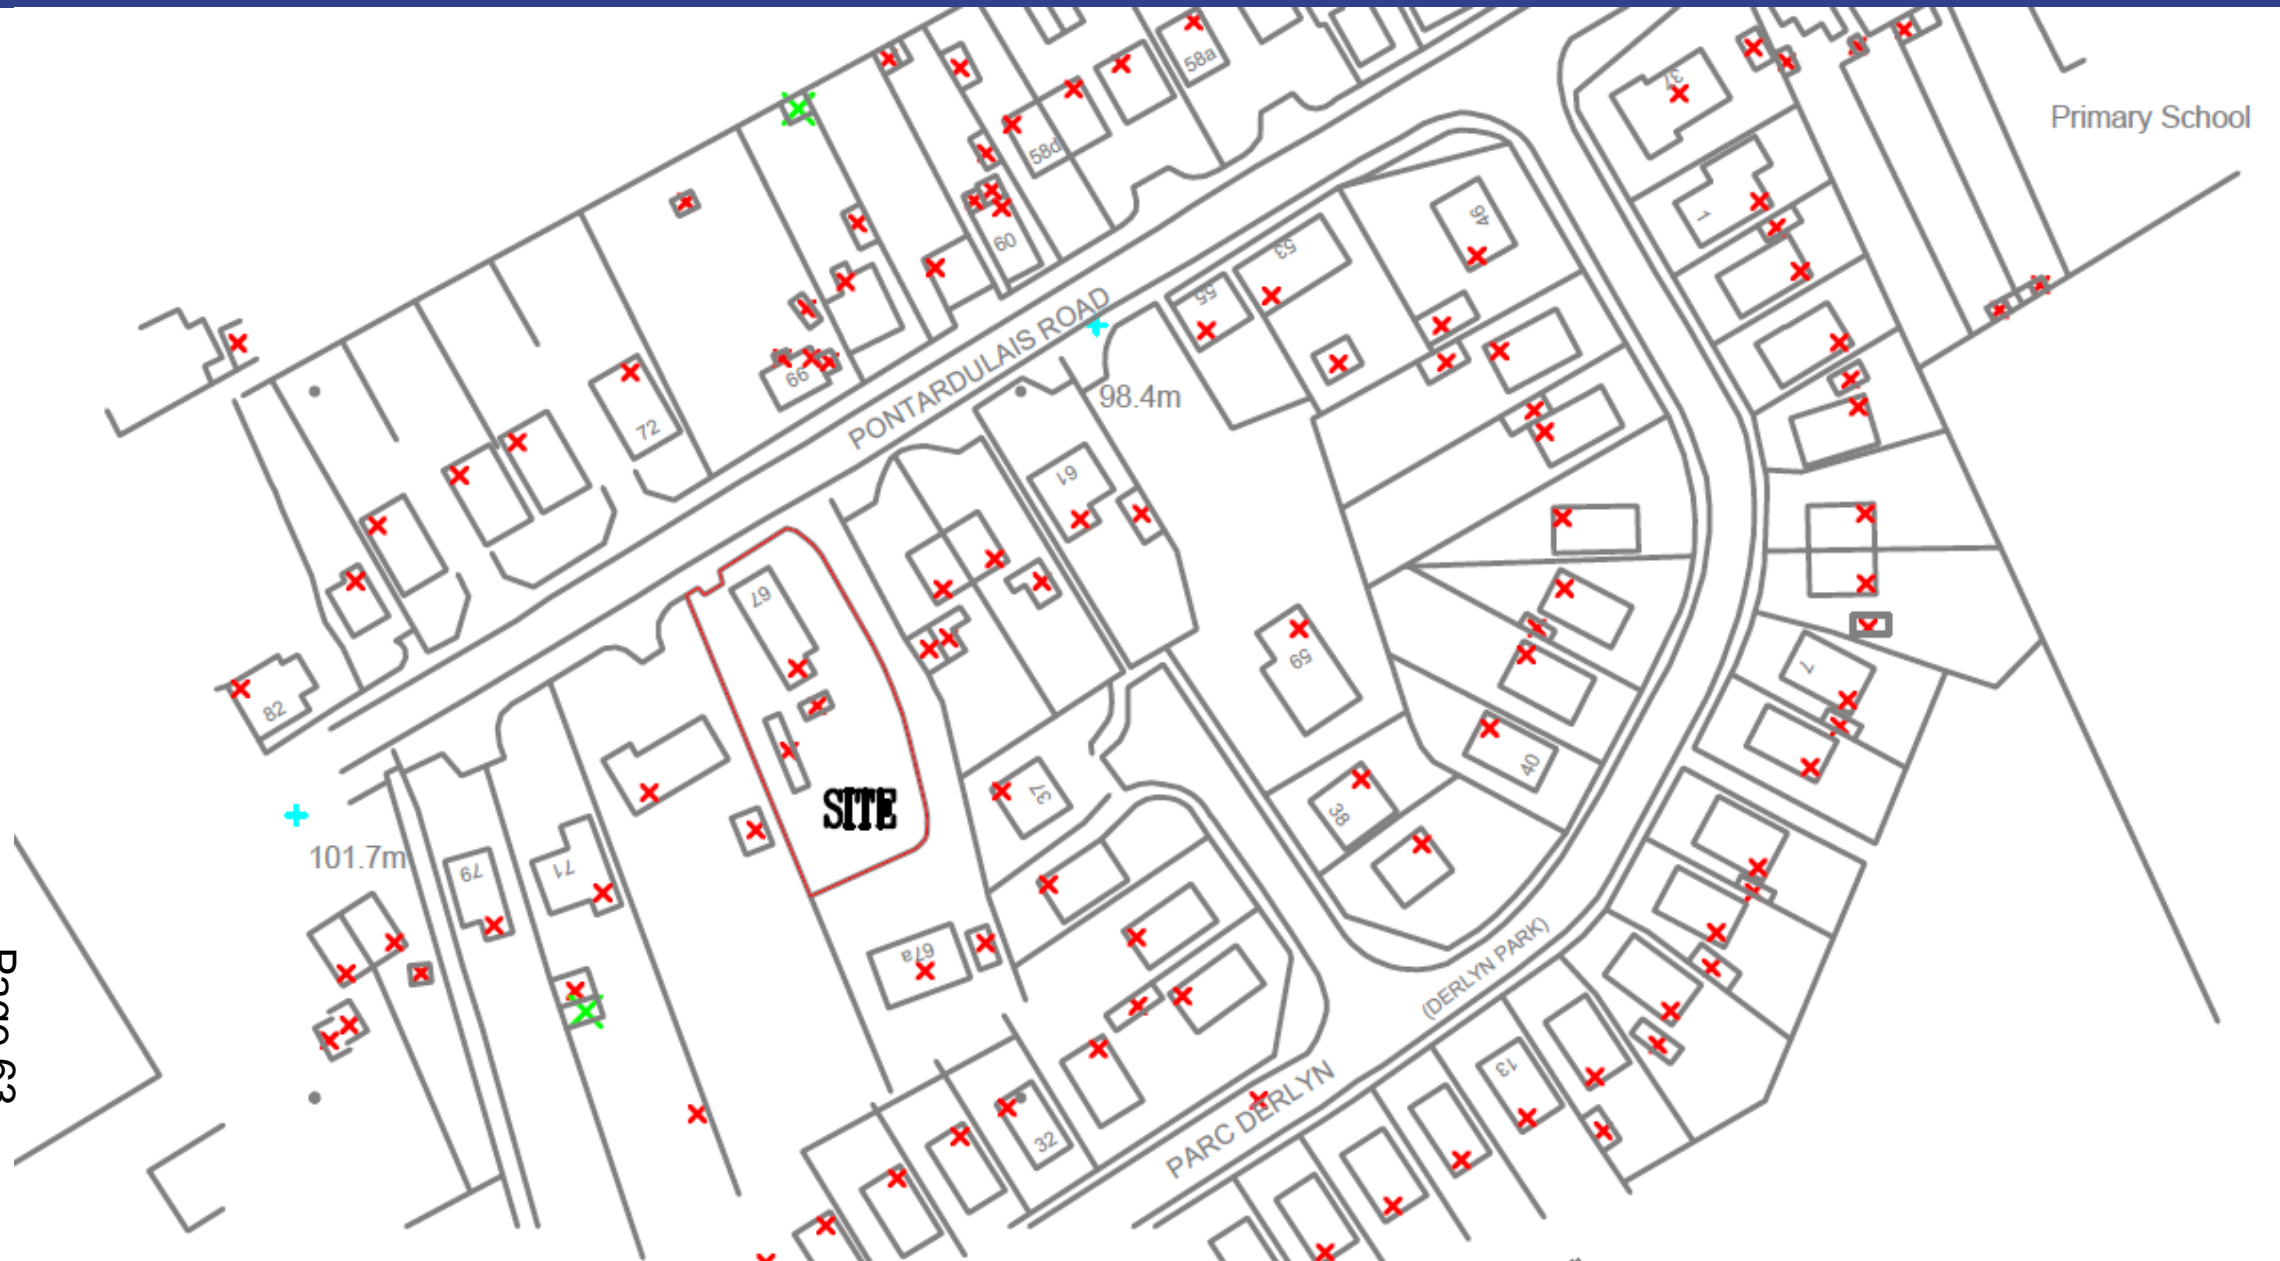 58a
37
Primary School
58d
1
46
60
53
55
PONTARDULAIS ROAD
66
98.4m
72
61
67
59
7
82
37
40
SITE
38
101.7m
79
71
67a
(DERLYN PARK)
Page 63
13
PARC DERLYN
32